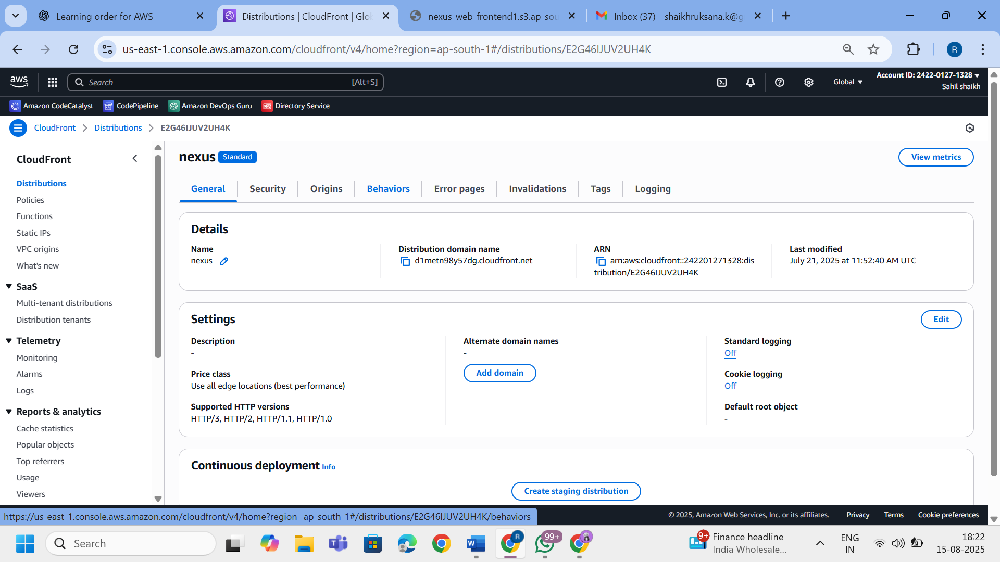 Learning order for AWS
Distributions | CloudFront | Glol
nexus-web-frontend1.s3.ap-sou
Inbox (37) - shaikhruksana.k@g
us-east-1.console.aws.amazon.com/cloudfront/v4/home?region=ap-south-1#/distributions/E2G46IJUV2UH4K
R
aws
Search
[Alt+S]
Global
Account ID: 2422-0127-1328
Sahil shaikh
Amazon CodeCatalyst
CodePipeline
Amazon DevOps Guru
Directory Service
CloudFront
Distributions
E2G46IJUV2UH4K
CloudFront
Distributions
Policies
Functions
Static IPs
VPC origins
What's new
SaaS
Multi-tenant distributions
Distribution tenants
Telemetry
Monitoring
Alarms
Logs
Reports & analytics
Cache statistics
Popular objects
Top referrers
Usage
Viewers
nexus
Standard
View metrics
General
Security
Origins
Behaviors
Error pages
Invalidations
Tags
Logging
Details
Name
nexus
Distribution domain name
d1metn98y57dg.cloudfront.net
ARN
arn:aws:cloudfront::242201271328:dis
tribution/E2G46IJUV2UH4K
Last modified
July 21, 2025 at 11:52:40 AM UTC
Settings
Edit
Description
-
Price class
Use all edge locations (best performance)
Supported HTTP versions
HTTP/3, HTTP/2, HTTP/1.1, HTTP/1.0
Alternate domain names
-
Add domain
Standard logging
Off
Cookie logging
Off
Default root object
-
Continuous deployment Info
Create staging distribution
https://us-east-1.console.aws.amazon.com/cloudfront/v4/home?region=ap-south-1#/distributions/E2G46IJUV2UH4K/behaviors
© 2025, Amazon Web Services, Inc. or its affiliates.
Privacy
Terms
Cookie preferences
Search
T
W
R
99+
9+
Finance headline
India Wholesale...
ENG
IN
18:22
15-08-2025